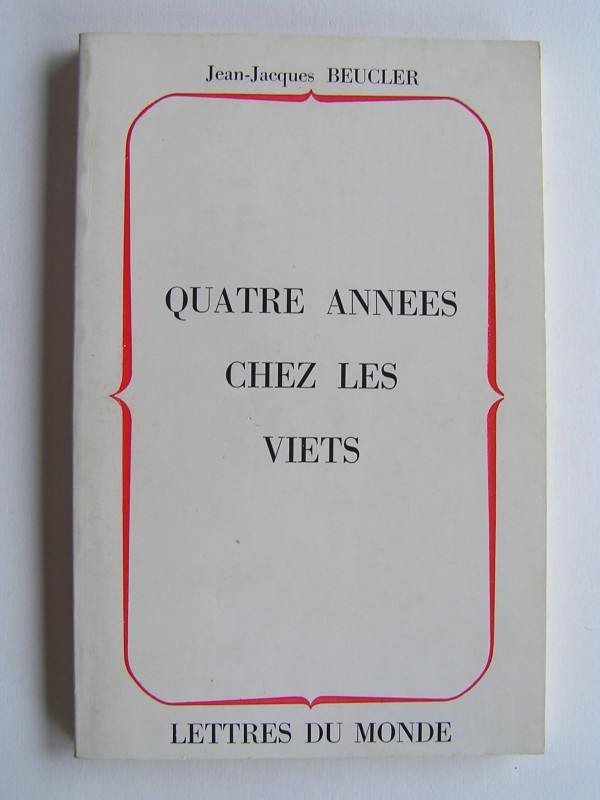 Jean-Jacques BEUCLER
QUATRE ANNEES
CHEZ LES
VIETS
LETTRES DU MONDE